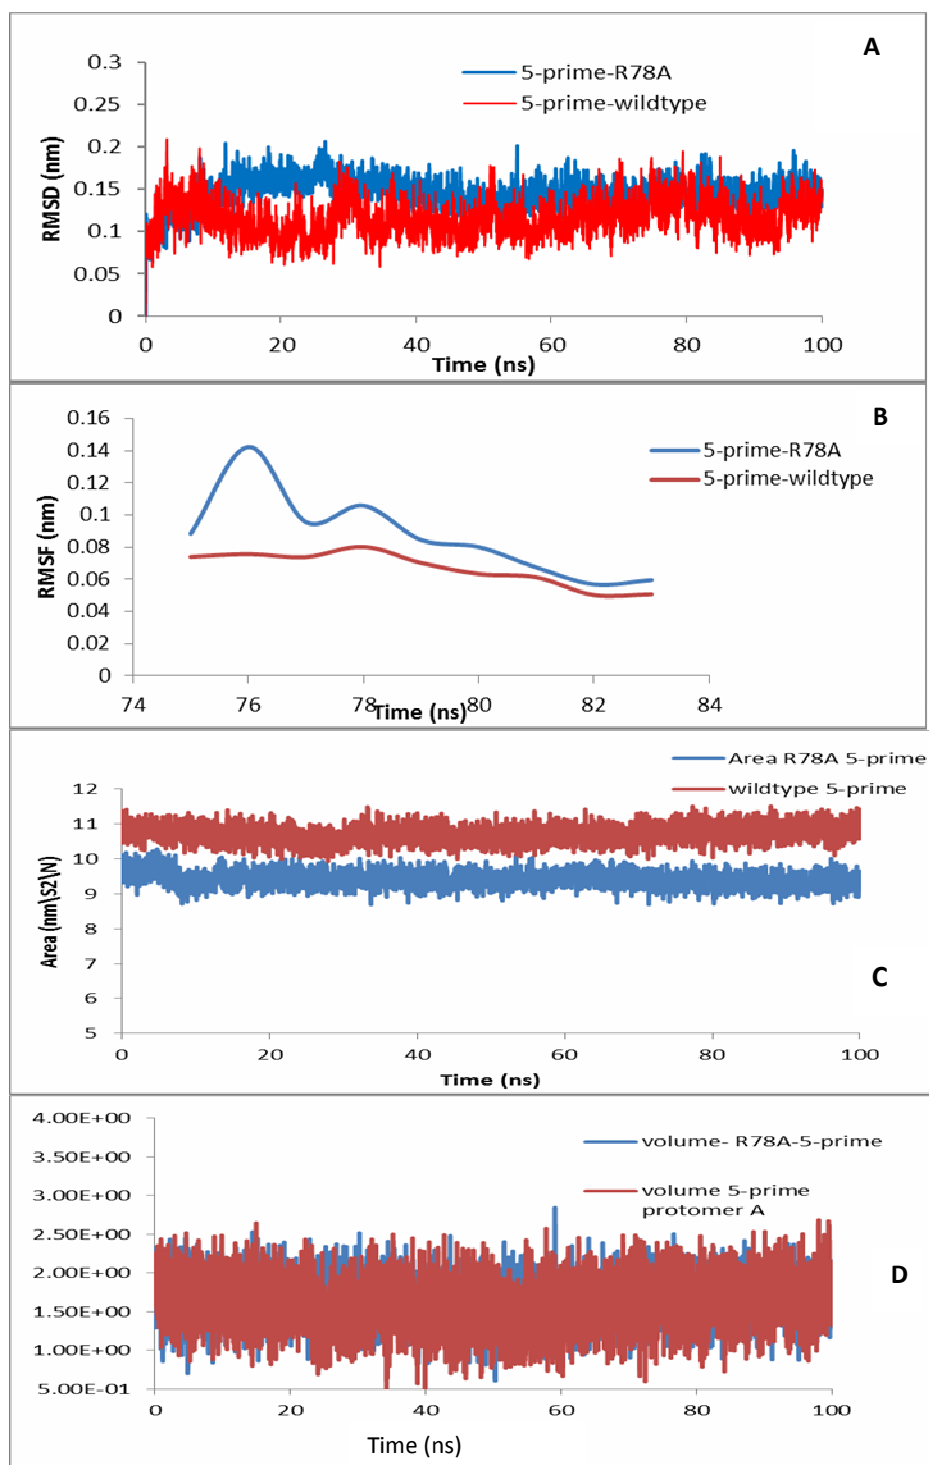 A
0.3
5-prime-R78A
0.25
5-prime-wildtype
0.2
0.15
0.1
0.05
0
RMSD (nm)
0 20 40 60 80 100
Time (ns)
B
0.16
0.14
5-prime-R78A
0.12
5-prime-wildtype
0.1
0.08
0.06
0.04
0.02
0
RMSF (nm)
74 76 78 80 82 84
Time (ns)
Area R78A 5-prime
12
wildtype 5-prime
11
10
9
8
7
6
5
Area (nm\S2\N)
C
0 20 40 60 80 100
Time (ns)
4.00E+00
volume- R78A-5-prime
3.50E+00
3.00E+00
volume 5-prime
protomer A
2.50E+00
2.00E+00
D
1.50E+00
1.00E+00
5.00E-01
0 20 40 60 80 100
Time (ns)